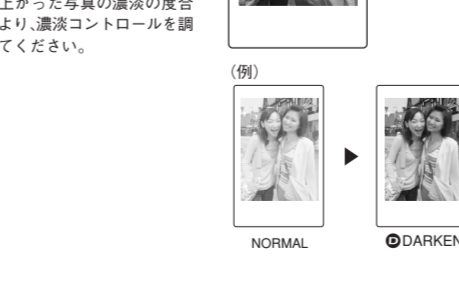 上がった写真の濃淡の度合
より、濃淡コントロールを調
てください。
(例)
NORMAL
D DARKEN